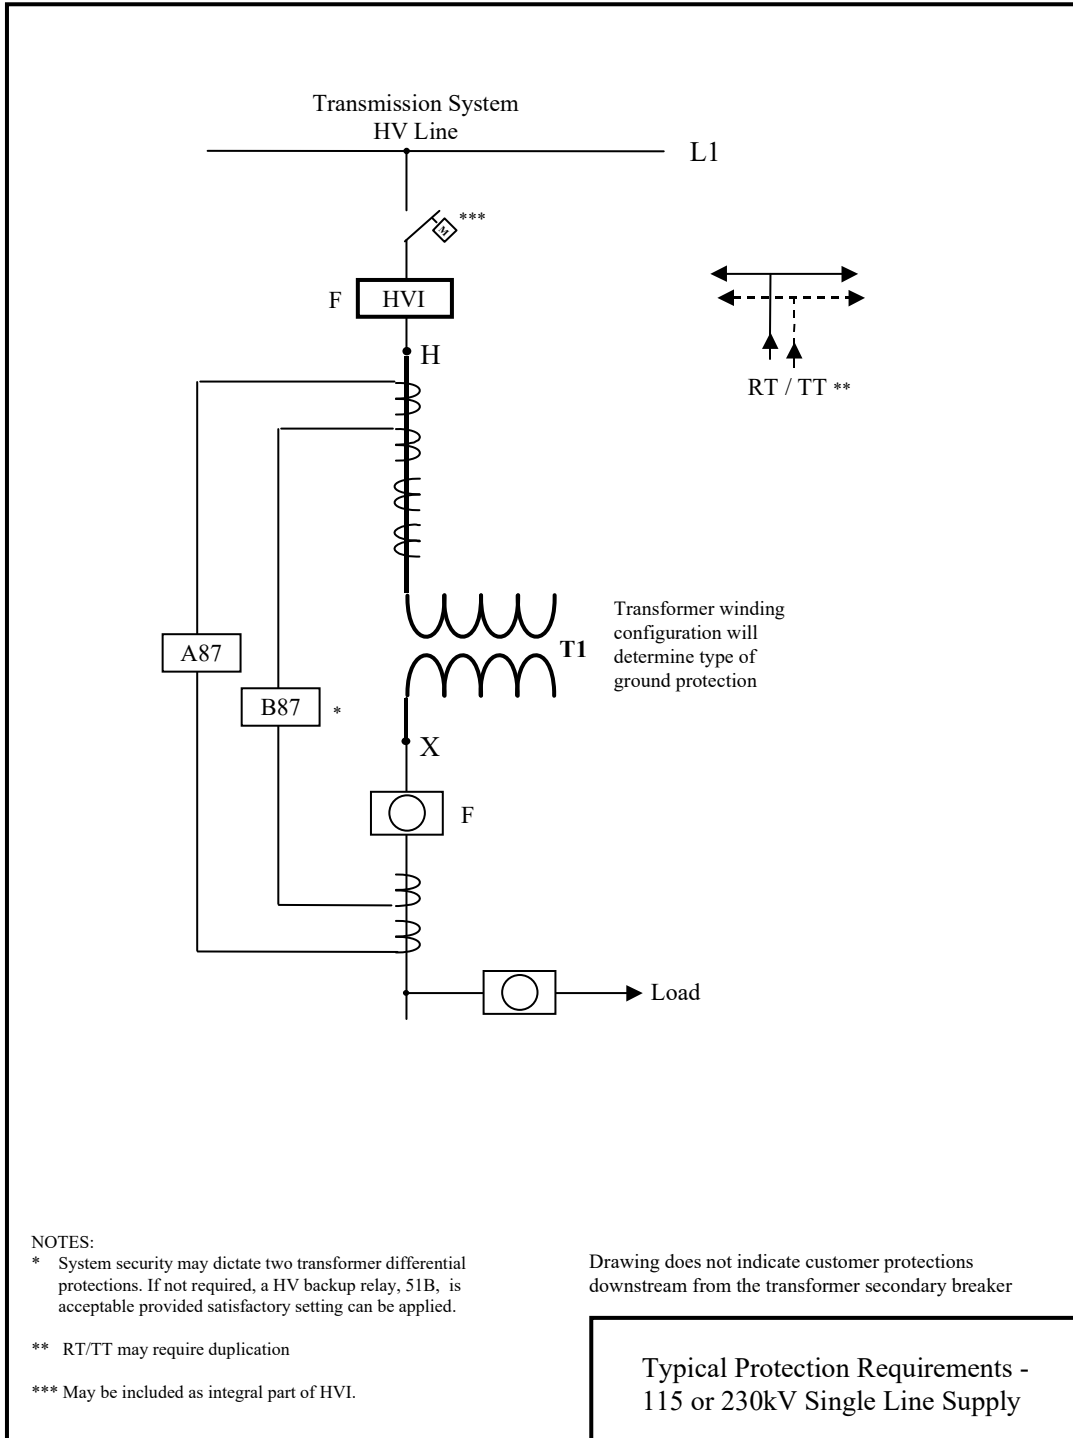 Transmission System
HV Line
L1
M
***
F
HVI
H
RT / TT **
A87
B87
*
T1
Transformer winding
configuration will
determine type of
ground protection
X
F
Load
NOTES:
* System security may dictate two transformer differential
protections. If not required, a HV backup relay, 51B, is
acceptable provided satisfactory setting can be applied.
** RT/TT may require duplication
*** May be included as integral part of HVI.
Drawing does not indicate customer protections
downstream from the transformer secondary breaker
Typical Protection Requirements -
115 or 230kV Single Line Supply